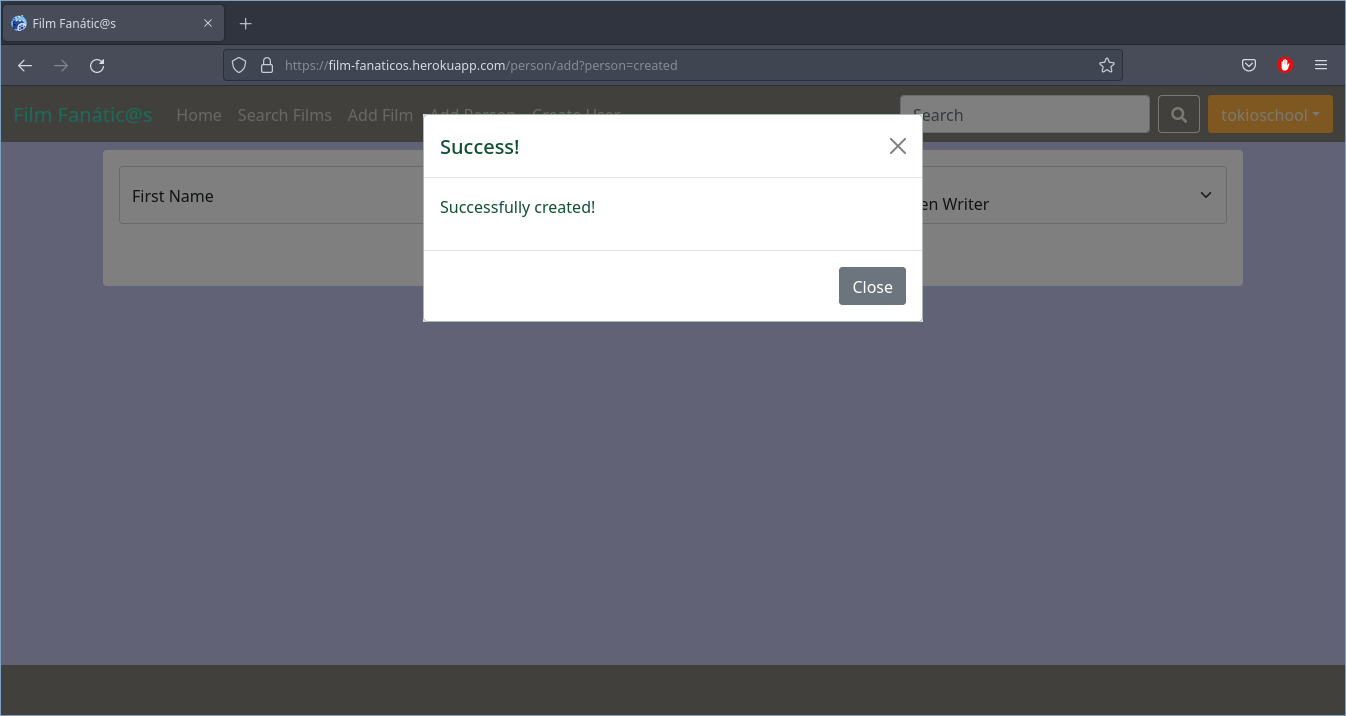 Film Fanátic@s
https://film-fanaticos.herokuapp.com/person/add?person=created
Film Fanátic@s Home Search Films Add Film Add Person Create User Search tokioschool
Success!
First Name
Writer
Successfully created!
Close